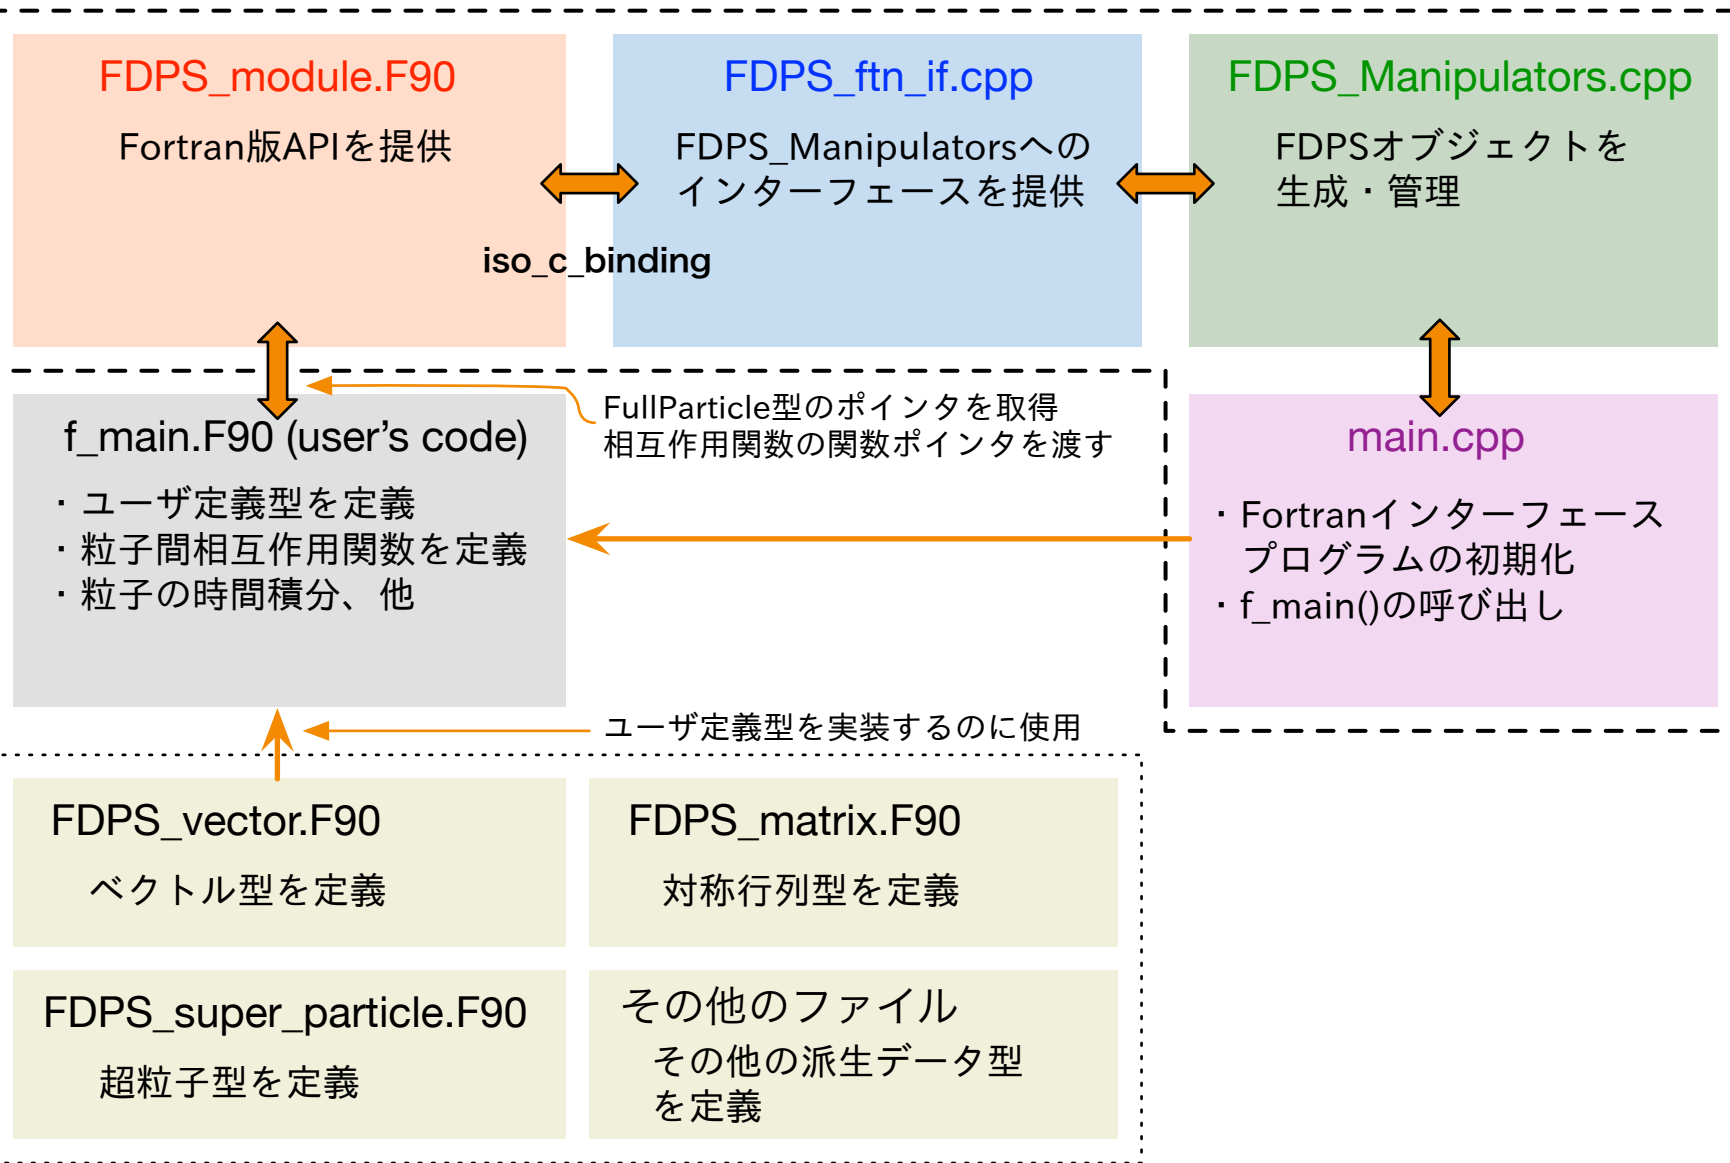 FDPS_module.F90
Fortran版APIを提供
FDPS_ftn_if.cpp
FDPS_Manipulatorsへの
インターフェースを提供
FDPS_Manipulators.cpp
FDPSオブジェクトを
生成・管理
iso_c_binding
f_main.F90 (user's code)
・ユーザ定義型を定義
・粒子間相互作用関数を定義
・粒子の時間積分、他
FullParticle型のポインタを取得
相互作用関数の関数ポインタを渡す
main.cpp
・Fortranインターフェース
プログラムの初期化
・f_main()の呼び出し
ユーザ定義型を実装するのに使用
FDPS_vector.F90
ベクトル型を定義
FDPS_matrix.F90
対称行列型を定義
FDPS_super_particle.F90
超粒子型を定義
その他のファイル
その他の派生データ型
を定義